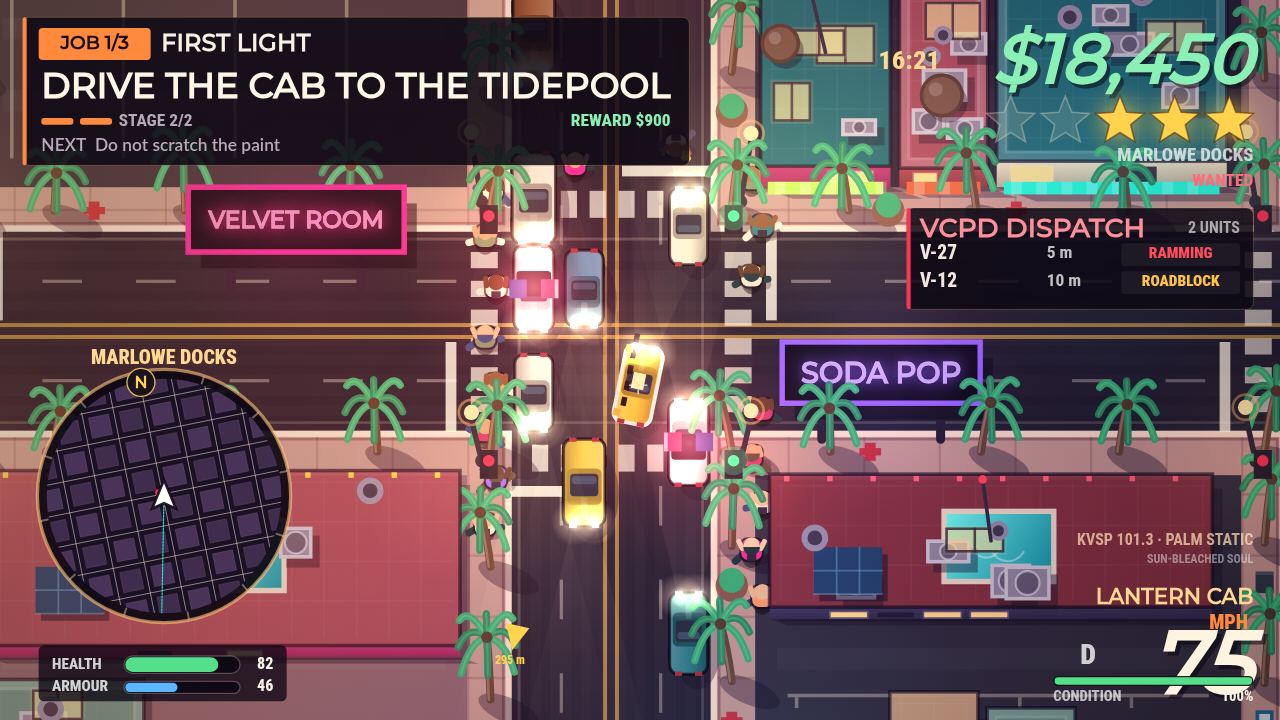 JOB 1/3 FIRST LIGHT
DRIVE THE CAB TO THE TIDEPOOL
STAGE 2/2 REWARD $900
NEXT Do not scratch the paint
16:21
$18,450
MARLOWE DOCKS
WANTED
VCPD DISPATCH 2 UNITS
V-27 5 m RAMMING
V-12 10 m ROADBLOCK
VELVET ROOM
SODA POP
MARLOWE DOCKS
N
KVSP 101.3 · PALM STATIC
SUN-BLEACHED SOUL
LANTERN CAB
MPH
D 75
CONDITION 100%
295 m
HEALTH 82
ARMOUR 46